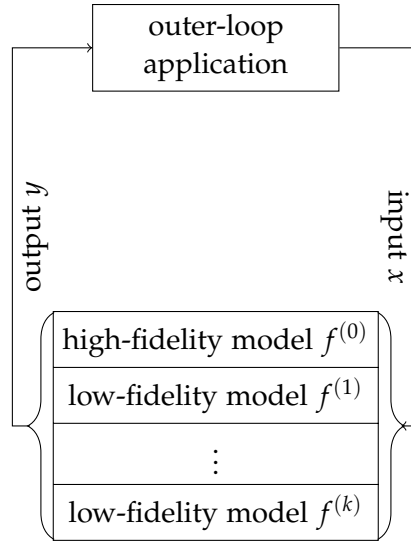 outer-loop
application
output y
input x
high-fidelity model f^(0)
low-fidelity model f^(1)
⋮
low-fidelity model f^(k)